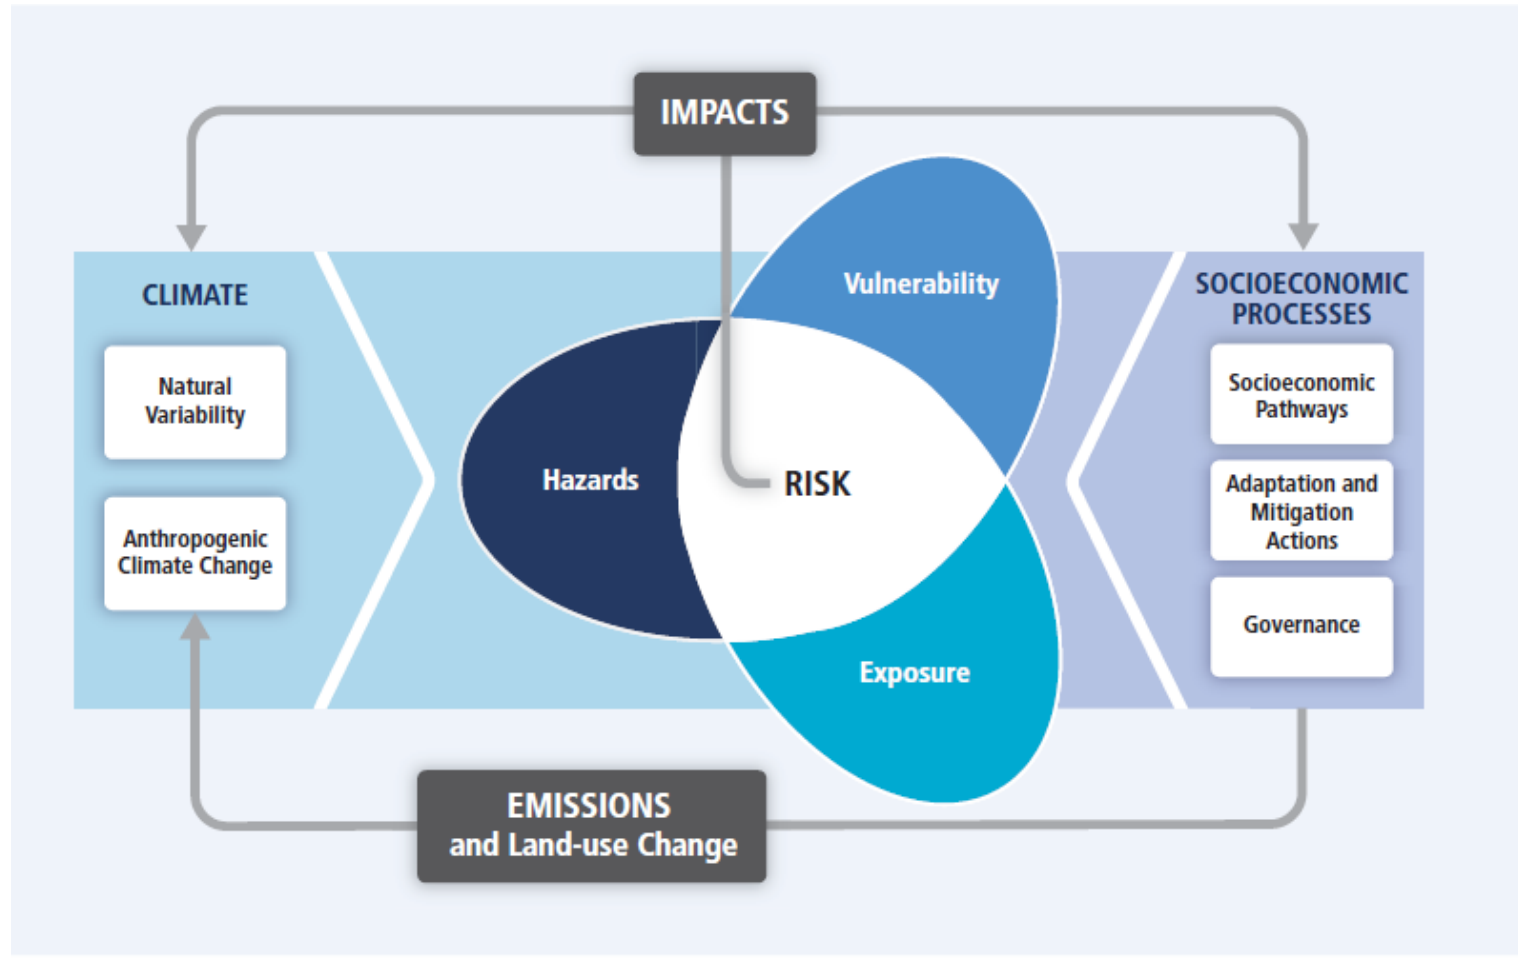 IMPACTS
CLIMATE
Natural
Variability
Anthropogenic
Climate Change
Vulnerability
Hazards
RISK
Exposure
SOCIOECONOMIC
PROCESSES
Socioeconomic
Pathways
Adaptation and
Mitigation
Actions
Governance
EMISSIONS
and Land-use Change